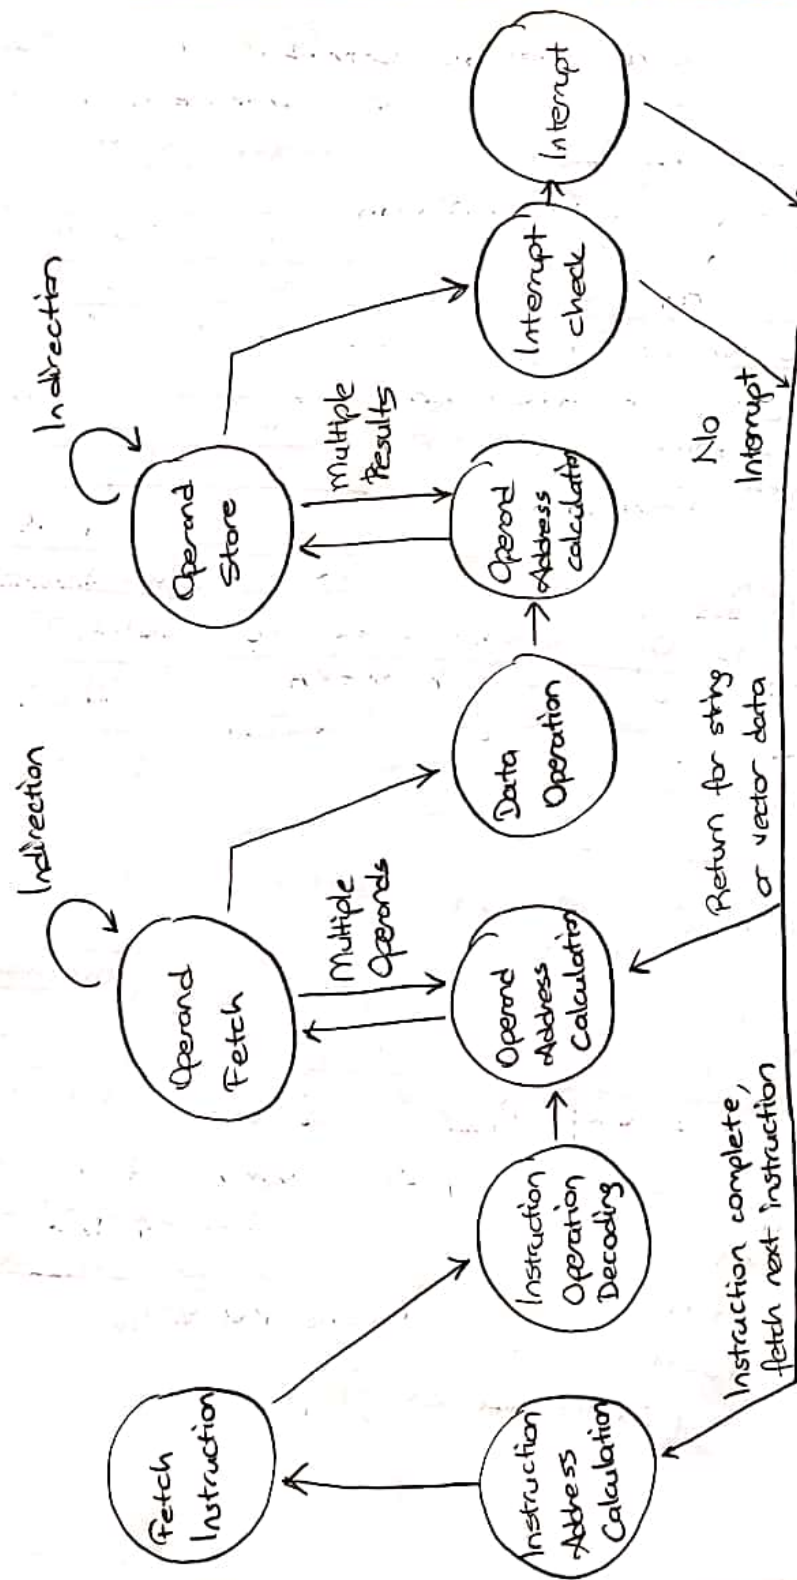 Indirection
Indirection
Fetch
Instruction
Operand
Fetch
Operand
Store
Multiple
Operands
Multiple
Results
Instruction
Address
Calculation
Instruction
Operation
Decoding
Operand
Address
Calculation
Data
Operation
Operand
Address
Calculation
Interrupt
check
Interrupt
Instruction complete,
fetch next instruction
Return for string
or vector data
No
Interrupt